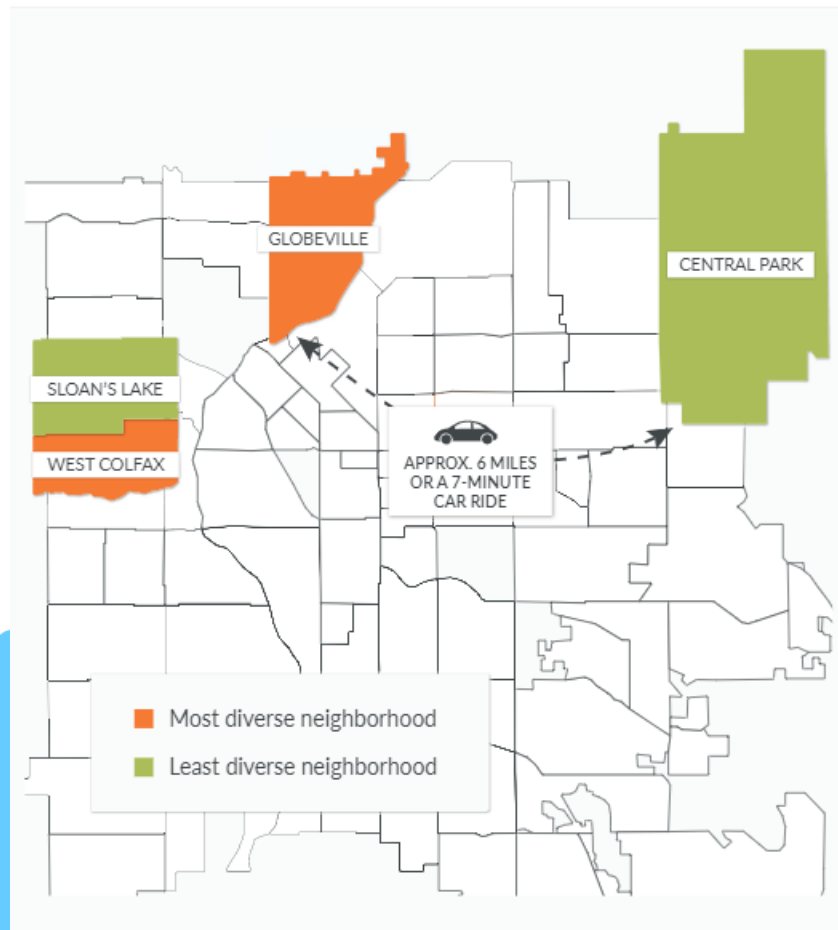 GLOBEVILLE
CENTRAL PARK
SLOAN'S LAKE
WEST COLFAX
APPROX. 6 MILES
OR A 7-MINUTE
CAR RIDE
Most diverse neighborhood
Least diverse neighborhood